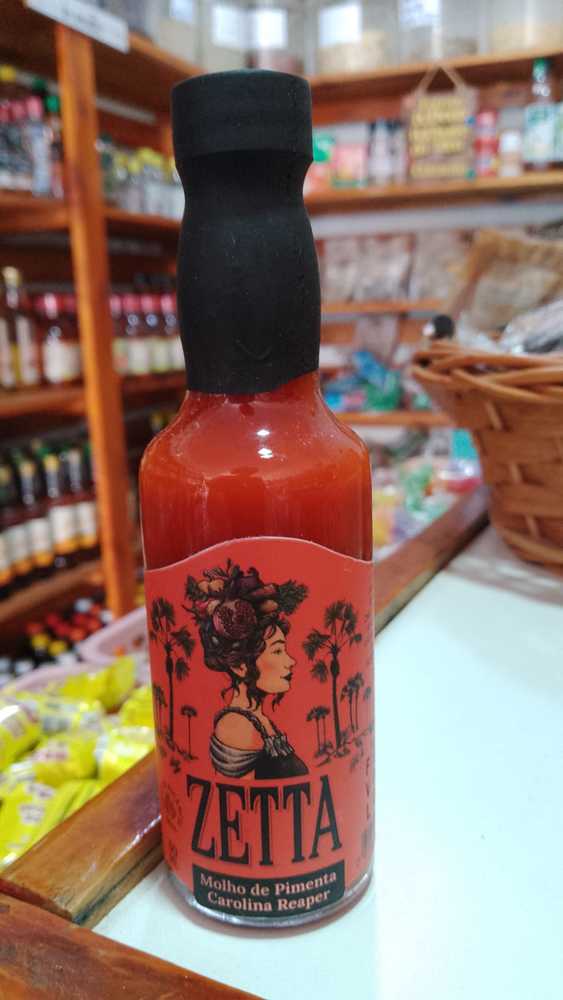 ZETTA
Molho de Pimenta
Carolina Reaper